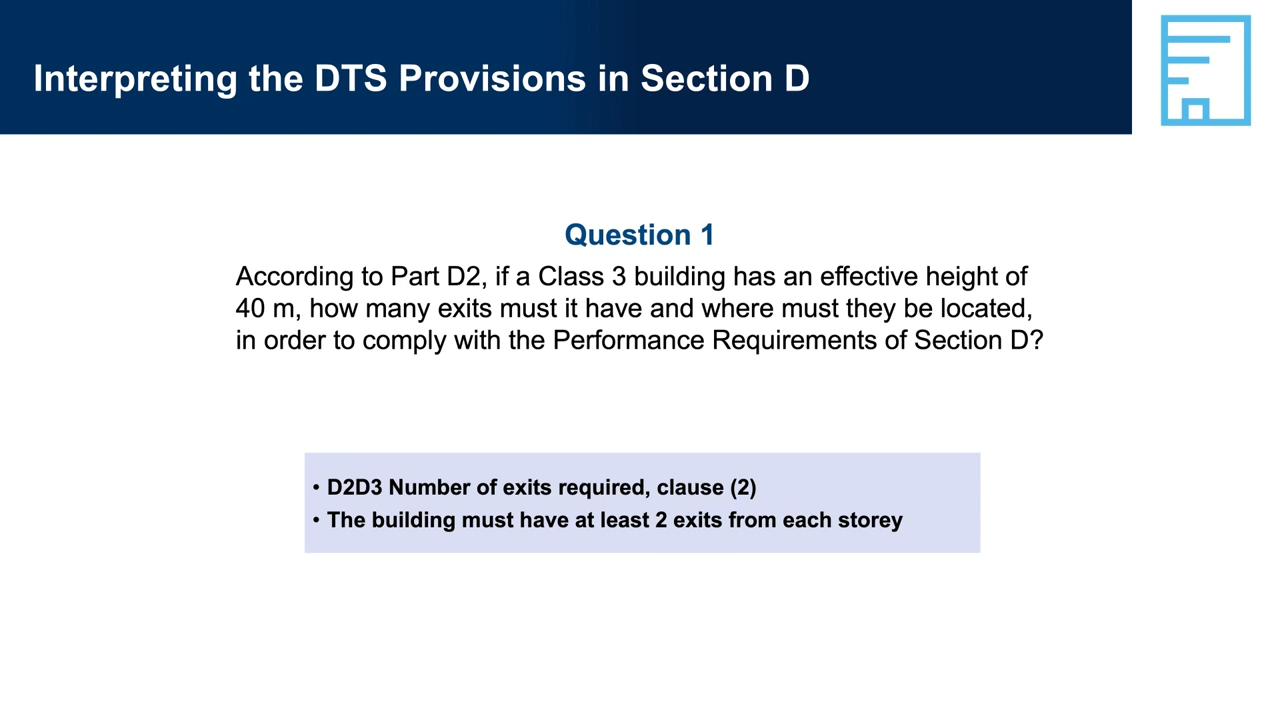 Interpreting the DTS Provisions in Section D
Question 1
According to Part D2, if a Class 3 building has an effective height of
40 m, how many exits must it have and where must they be located,
in order to comply with the Performance Requirements of Section D?
• D2D3 Number of exits required, clause (2)
• The building must have at least 2 exits from each storey